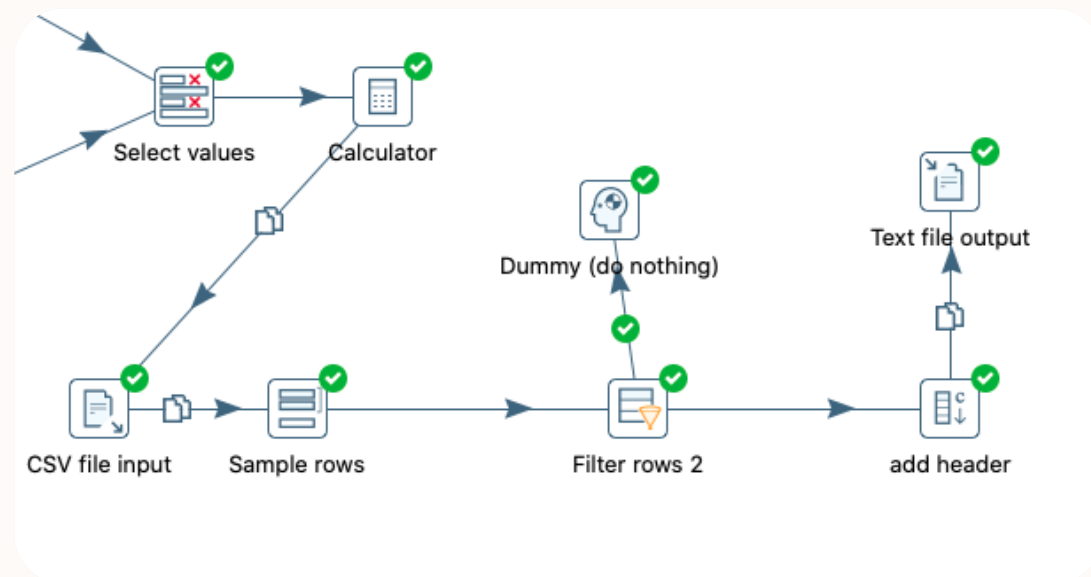 Select values
Calculator
Text file output
Dummy (do nothing)
CSV file input
Sample rows
Filter rows 2
add header
C